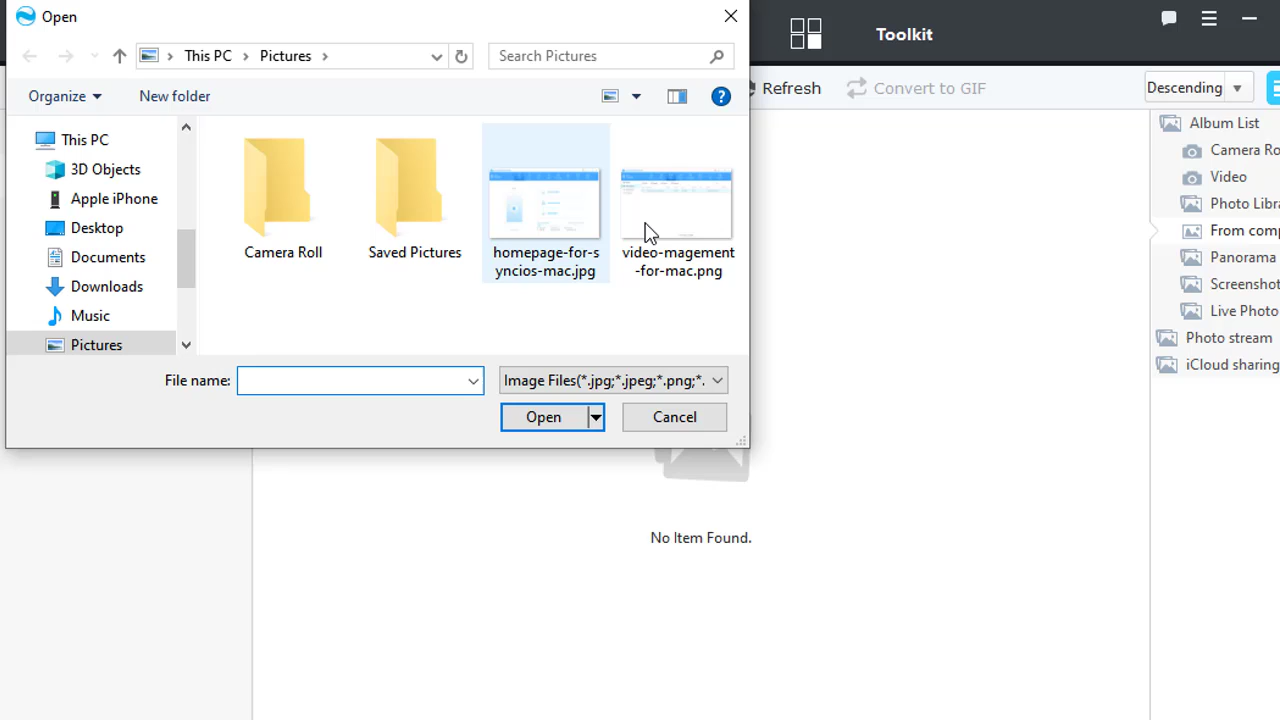 Open
Toolkit
This PC
Pictures
Search Pictures
Refresh
Convert to GIF
Descending
Organize
New folder
?
This PC
3D Objects
Apple iPhone
Desktop
Documents
Downloads
Music
Pictures
Camera Roll
Saved Pictures
homepage-for-s
yncios-mac.jpg
video-magement
-for-mac.png
Album List
Camera Ro
Video
Photo Libra
From comp
Panorama
Screenshot
Live Photo
Photo stream
iCloud sharing
File name:
Image Files(*.jpg;*.jpeg;*.png;*.
Open
Cancel
No Item Found.